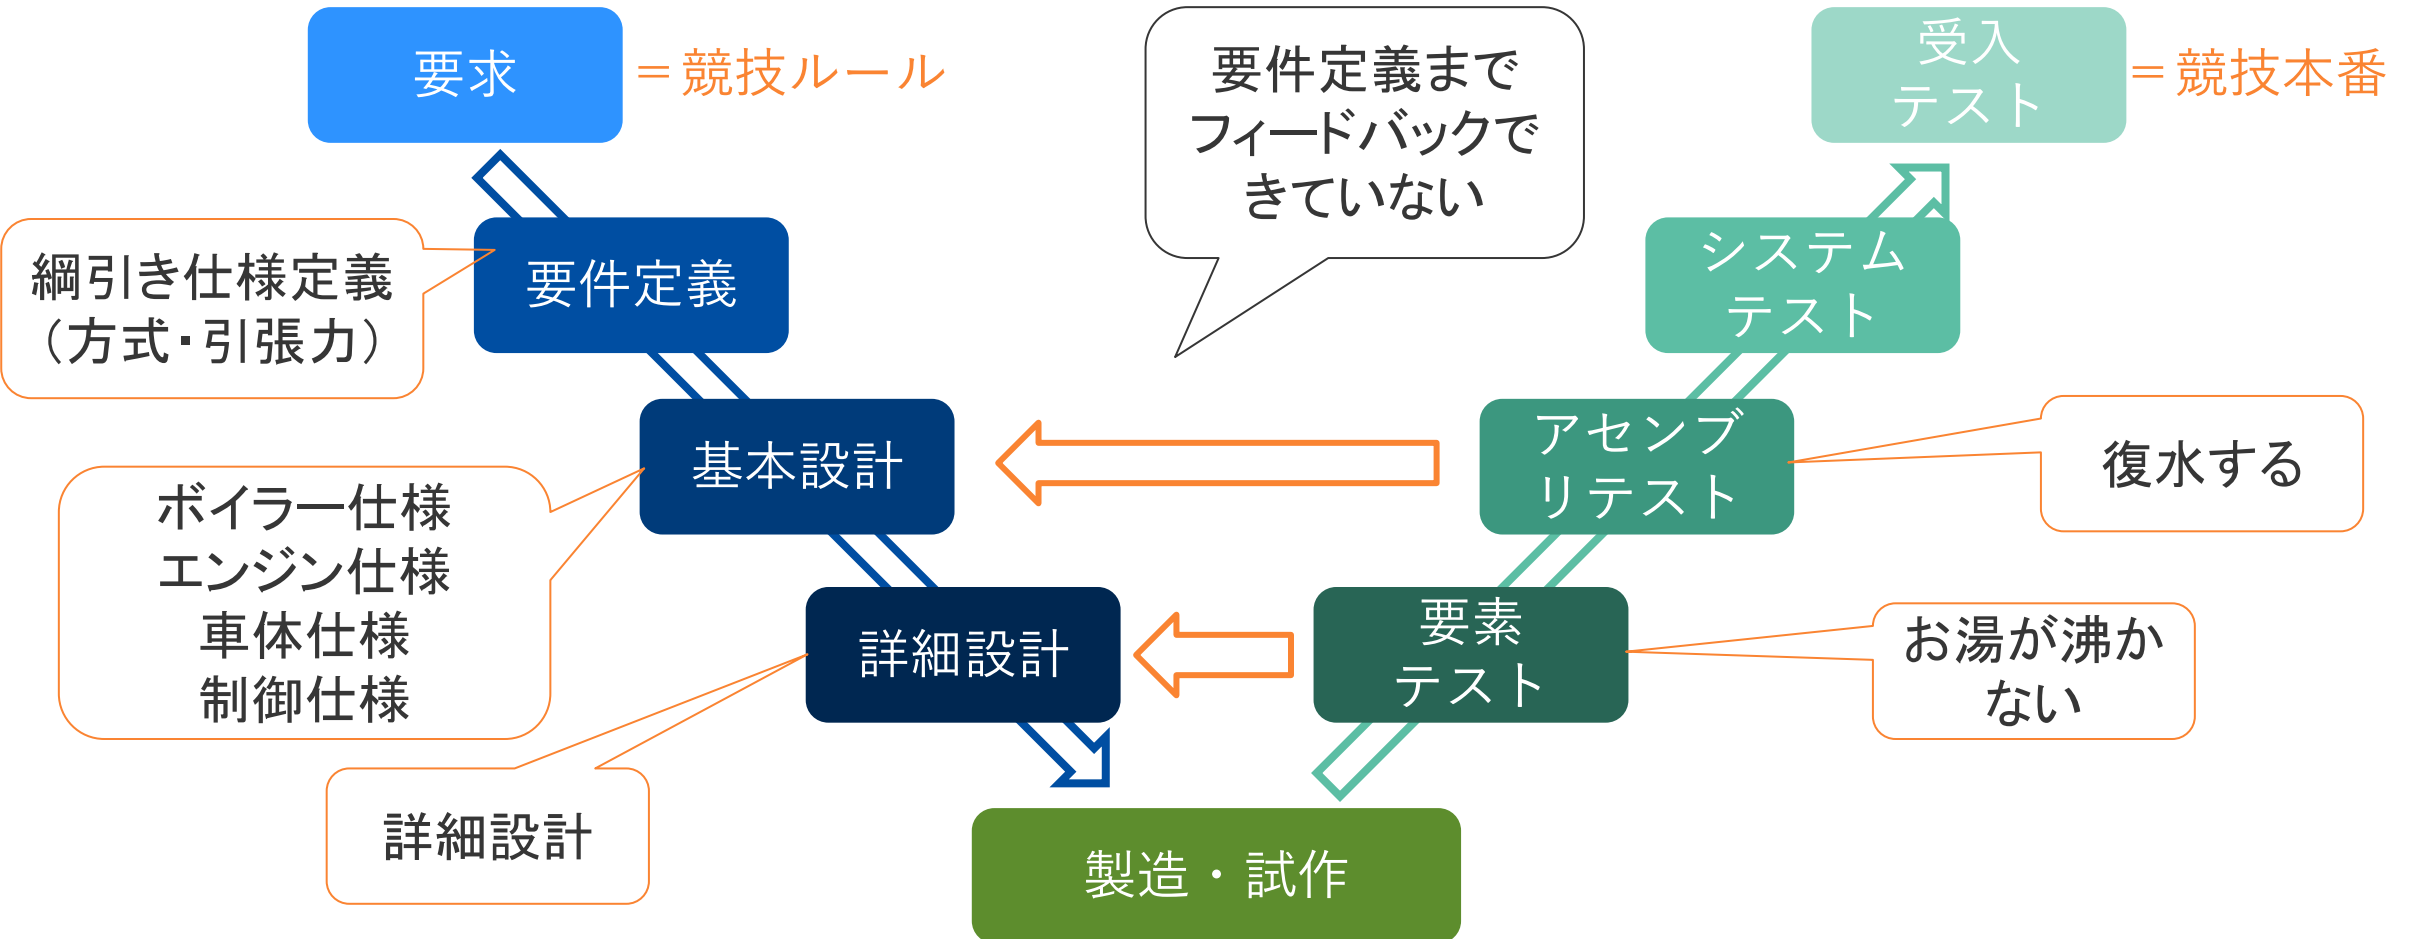 要求
＝競技ルール
要件定義まで
フィードバックで
きていない
受入
テスト
＝競技本番
綱引き仕様定義
（方式・引張力）
要件定義
システム
テスト
ボイラー仕様
エンジン仕様
車体仕様
制御仕様
基本設計
アセンブ
リテスト
復水する
詳細設計
要素
テスト
お湯が沸か
ない
詳細設計
製造・試作